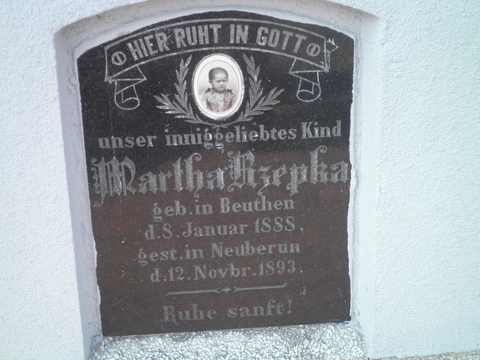 HIER RUHT IN GOTT
unser inniggeliebtes Kind
Martha Rzepka
geb. in Beuthen
d. 8. Januar 1888,
gest. in Neuberun
d. 12. Novbr. 1893.
Ruhe sanft!